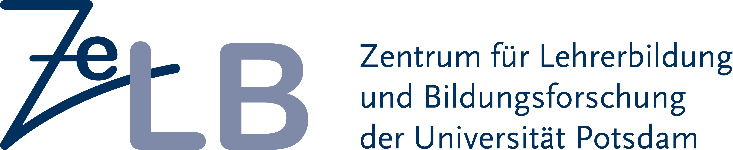 ZeLB
Zentrum für Lehrerbildung
und Bildungsforschung
der Universität Potsdam